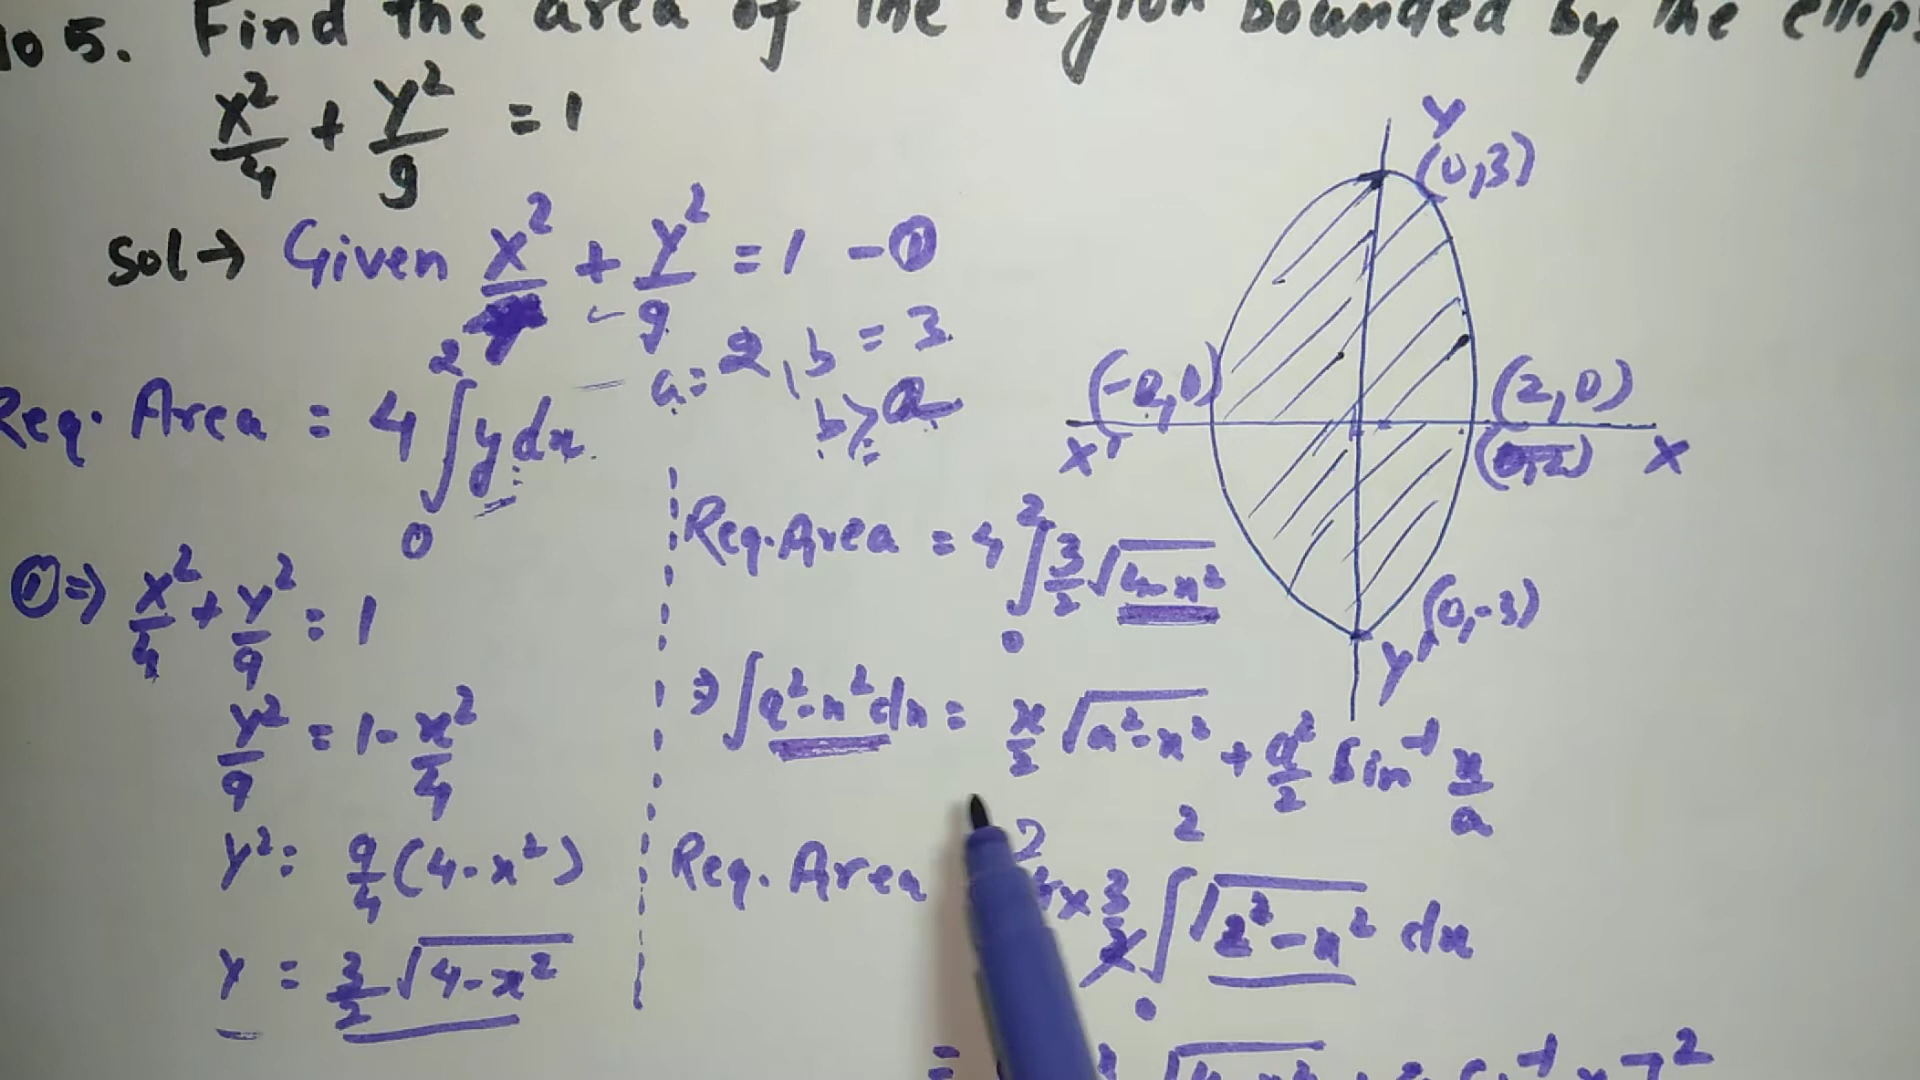 5. Find the area of the region bounded by the
x²/4 + y²/9 = 1
Sol → Given x²/4 + y²/9 = 1 - ①
a = 2, b = 3
b > a
Req. Area = 4 ∫₀² y dx
① ⇒ x²/4 + y²/9 = 1
y²/9 = 1 - x²/4
y² = 9/4 (4 - x²)
y = 3/2 √(4 - x²)
Req. Area = 4 ∫₀² 3/2 √(4 - x²)
⇒ ∫ a² - x² dx = x/2 √(a² - x²) + a²/2 Sin⁻¹ x/a
Req. Area 4 x 3/2 ∫₀² √(2² - x²) dx
=
Y
(0,3)
(2,0)
X'
X
(0,-3)
Y'